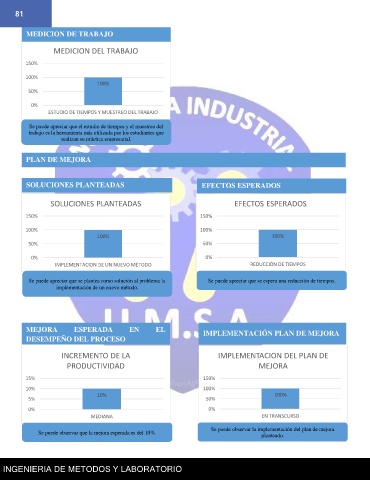 81
MEDICION DE TRABAJO
MEDICION DEL TRABAJO
150%
100%
50%
0%
100%
ESTUDIO DE TIEMPOS Y MUESTREO DEL TRABAJO
Se puede apreciar que el estudio de tiempos y el muestreo del
trabajo es la herramienta más utilizada por los estudiantes que
realizan su práctica empresarial.
A INDUSTRIAL
PLAN DE MEJORA
SOLUCIONES PLANTEADAS
SOLUCIONES PLANTEADAS
150%
100%
50%
0%
100%
IMPLEMENTACION DE UN NUEVO METODO
Se puede apreciar que se plantea como solución al problema la
implementación de un nuevo método.
EFECTOS ESPERADOS
EFECTOS ESPERADOS
150%
100%
50%
0%
100%
REDUCCIÓN DE TIEMPOS
Se puede apreciar que se espera una reducción de tiempos.
U.M.S.A
MEJORA ESPERADA EN EL
DESEMPEÑO DEL PROCESO
INCREMENTO DE LA
PRODUCTIVIDAD
15%
10%
5%
0%
10%
MEDIANA
Se puede observar que la mejora esperada es del 10%
IMPLEMENTACIÓN PLAN DE MEJORA
IMPLEMENTACION DEL PLAN DE
MEJORA
150%
100%
50%
0%
100%
EN TRANSCURSO
Se puede observar la implementación del plan de mejora
planteado.
INGENIERIA DE METODOS Y LABORATORIO